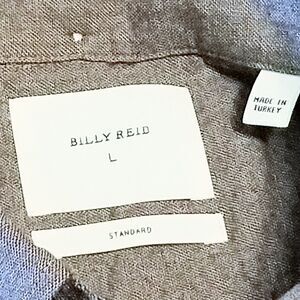 BILLY REID
L
STANDARD
MADE IN
TURKEY